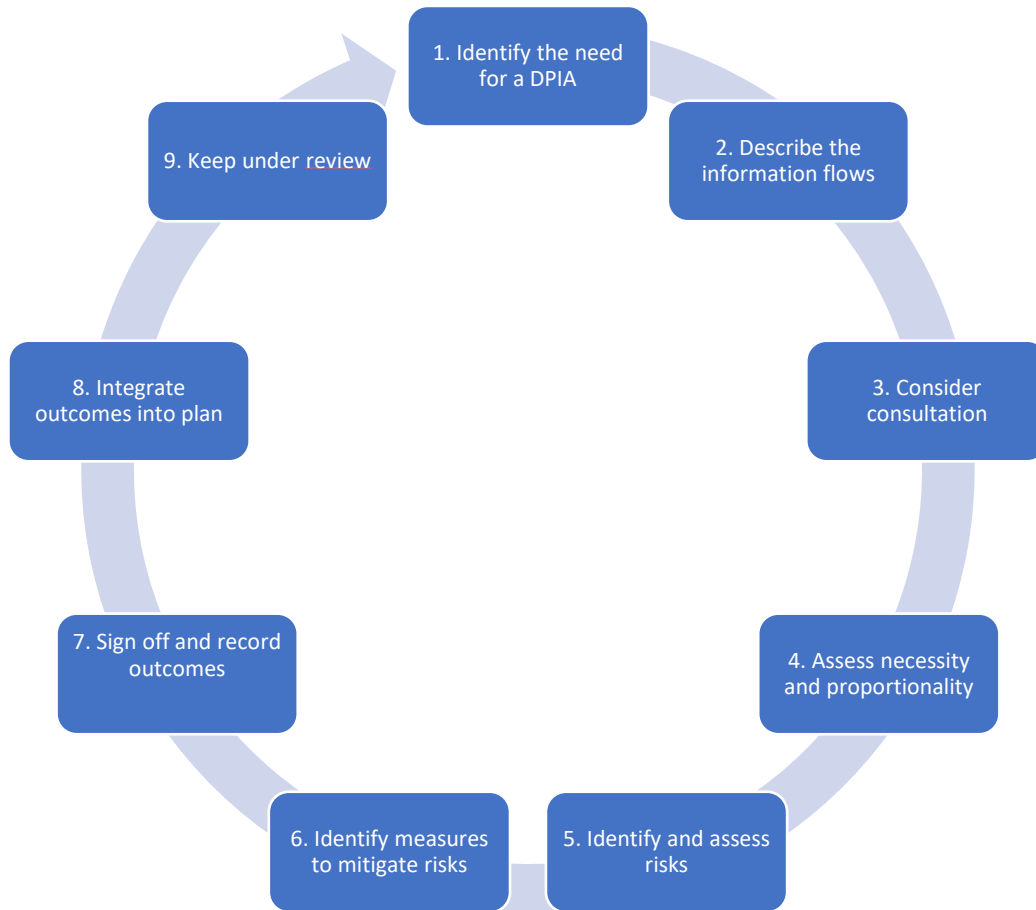 1. Identify the need
for a DPIA
2. Describe the
information flows
3. Consider
consultation
4. Assess necessity
and proportionality
5. Identify and assess
risks
6. Identify measures
to mitigate risks
7. Sign off and record
outcomes
8. Integrate
outcomes into plan
9. Keep under review